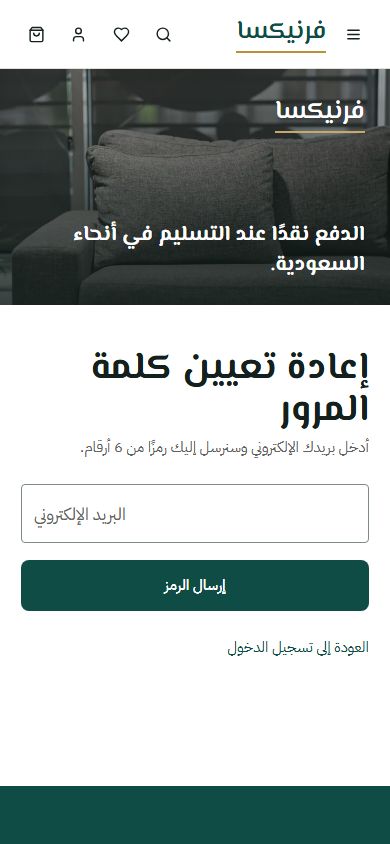 فرنيكسا
فرنيكسا
الدفع نقدًا عند التسليم في أنحاء
السعودية.
إعادة تعيين كلمة
المرور
أدخل بريدك الإلكتروني وسنرسل إليك رمزًا من 6 أرقام.
البريد الإلكتروني
إرسال الرمز
العودة إلى تسجيل الدخول